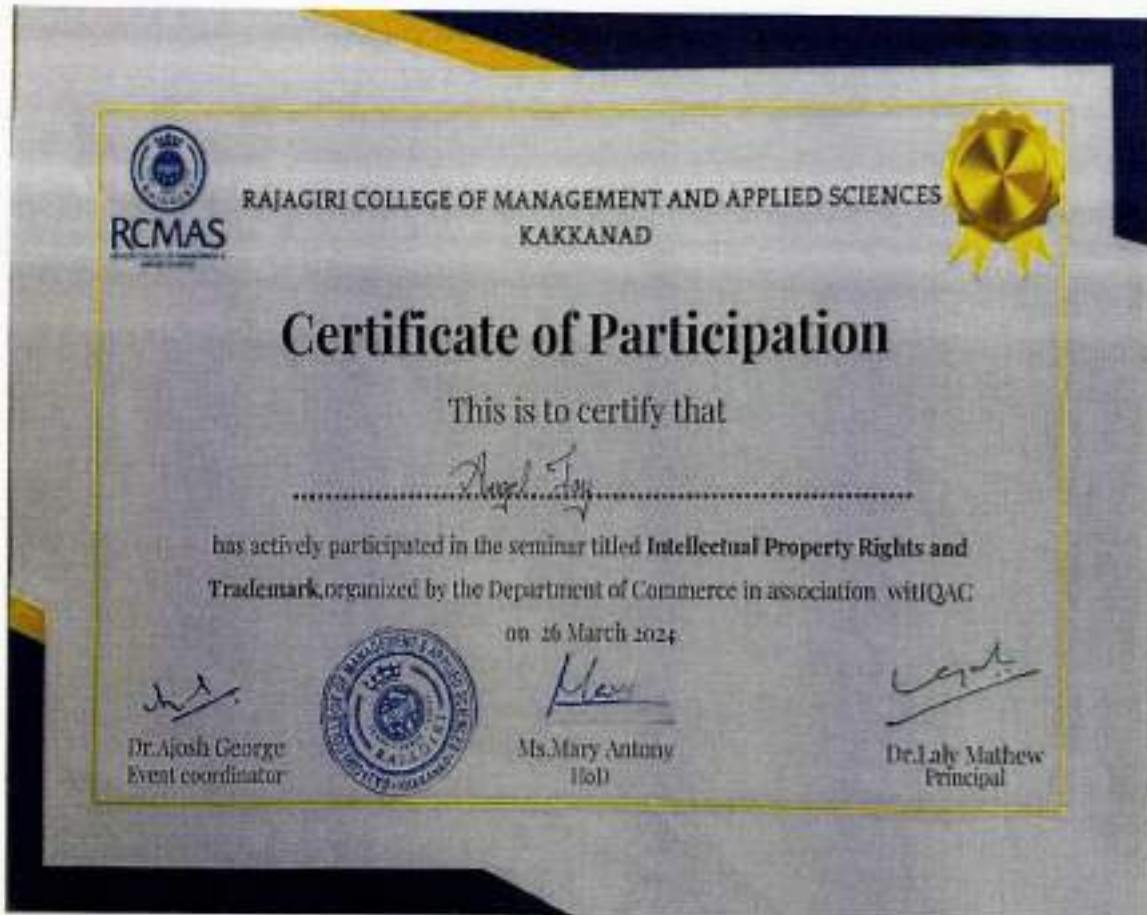 RCMAS
RAJAGIRI COLLEGE OF MANAGEMENT AND APPLIED SCIENCES
KAKKANAD
Certificate of Participation
This is to certify that
Angel
has actively participated in the seminar titled Intellectual Property Rights and
Trademark,organized by the Department of Commerce in association witIQAC
on 26 March 2024
RAJAGIRI
Dr.Ajosh George
Event coordinator
Ms.Mary Antony
HoD
Dr.Laly Mathew
Principal